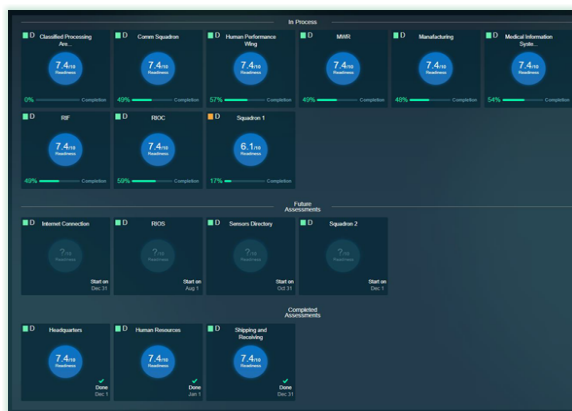 In Process
D Classified Processing Are...
7.4/10
Readiness
0% Completion
D Comm Squadron
7.4/10
Readiness
49% Completion
D Human Performance Wing
7.4/10
Readiness
57% Completion
D MWR
7.4/10
Readiness
49% Completion
D Manufacturing
7.4/10
Readiness
48% Completion
D Medical Information Syste...
7.4/10
Readiness
54% Completion
D RIF
7.4/10
Readiness
49% Completion
D RIOC
7.4/10
Readiness
59% Completion
D Squadron 1
6.1/10
Readiness
17% Completion
Future
Assessments
D Internet Connection
?/10
Readiness
Start on
Dec 31
D RIOS
?/10
Readiness
Start on
Aug 1
D Sensors Directory
?/10
Readiness
Start on
Oct 31
D Squadron 2
?/10
Readiness
Start on
Dec 1
Completed
Assessments
D Headquarters
7.4/10
Readiness
Done
Dec 1
D Human Resources
7.4/10
Readiness
Done
Jan 1
D Shipping and Receiving
7.4/10
Readiness
Done
Dec 31